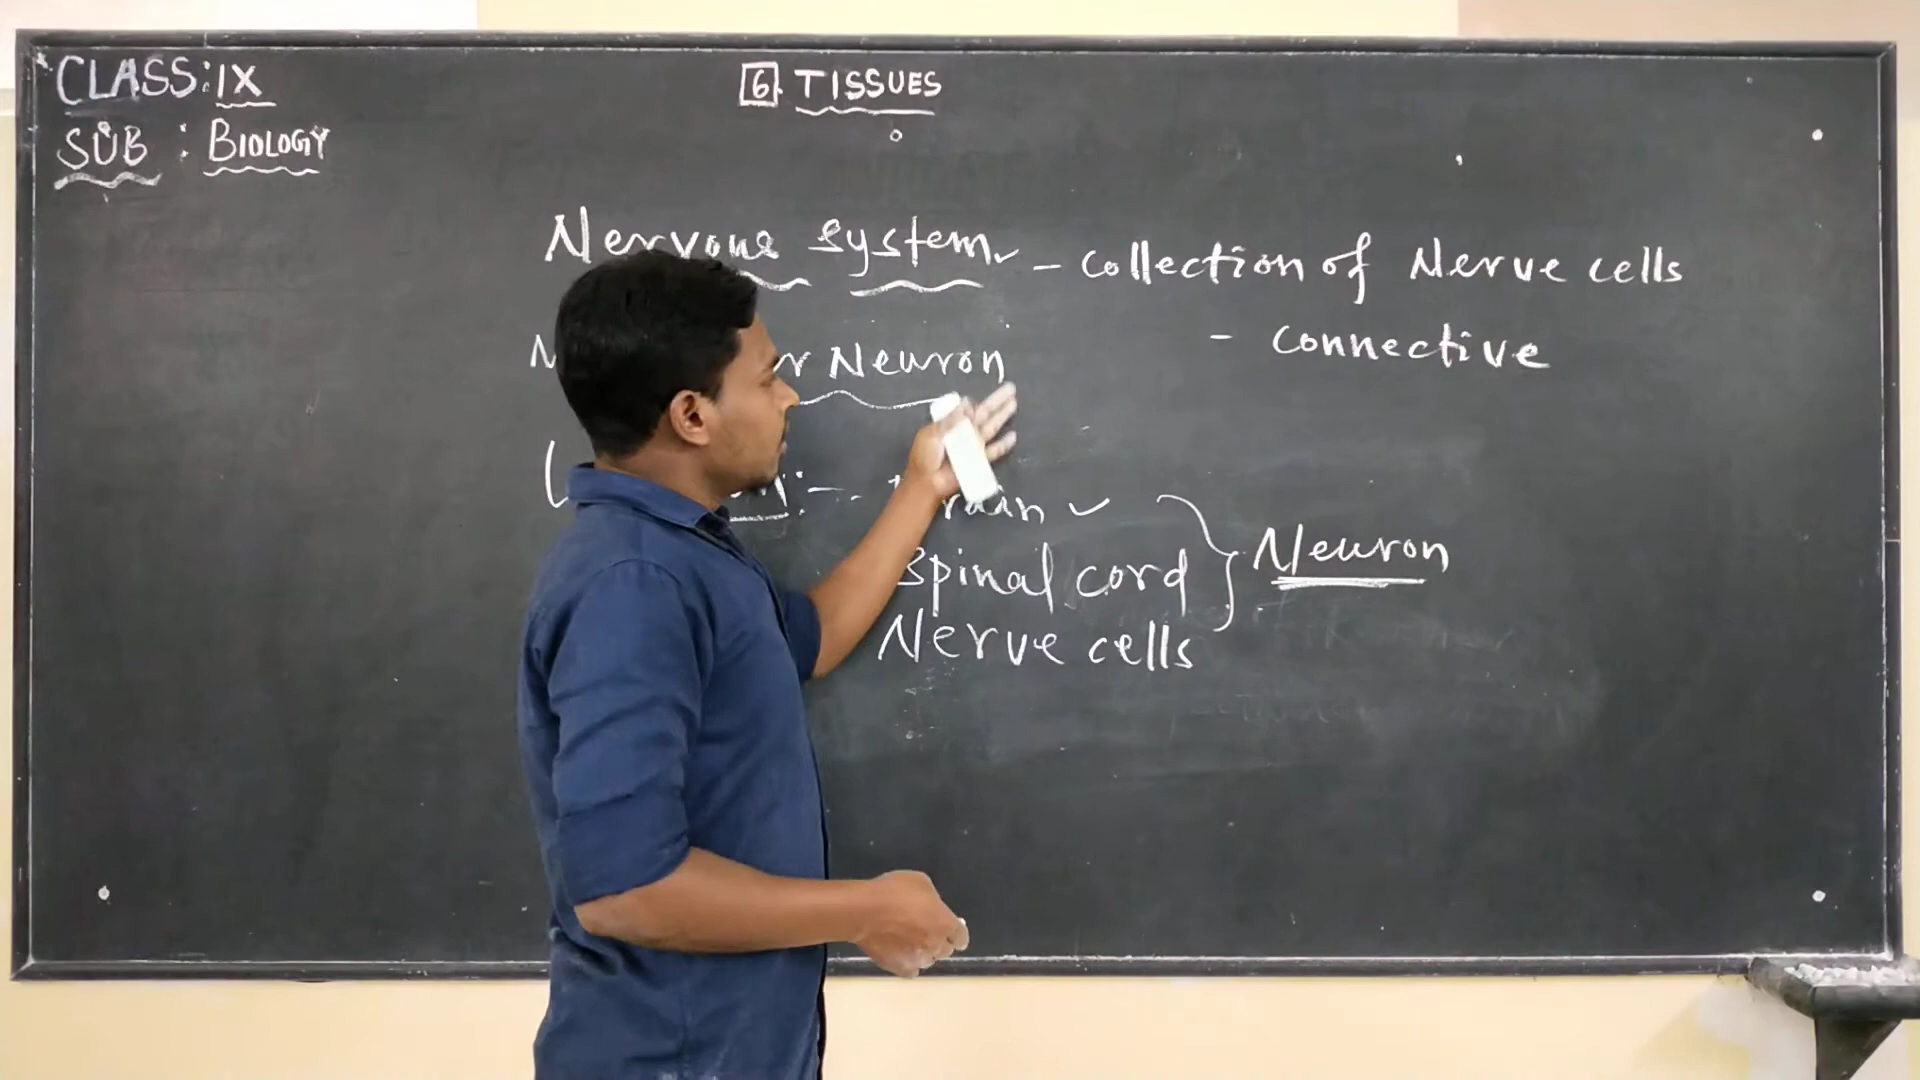 CLASS: IX
SUB : BIOLOGY
6. TISSUES
Nervous system - collection of Nerve cells
- connective
Neuron
Spinal cord } Neuron
Nerve cells